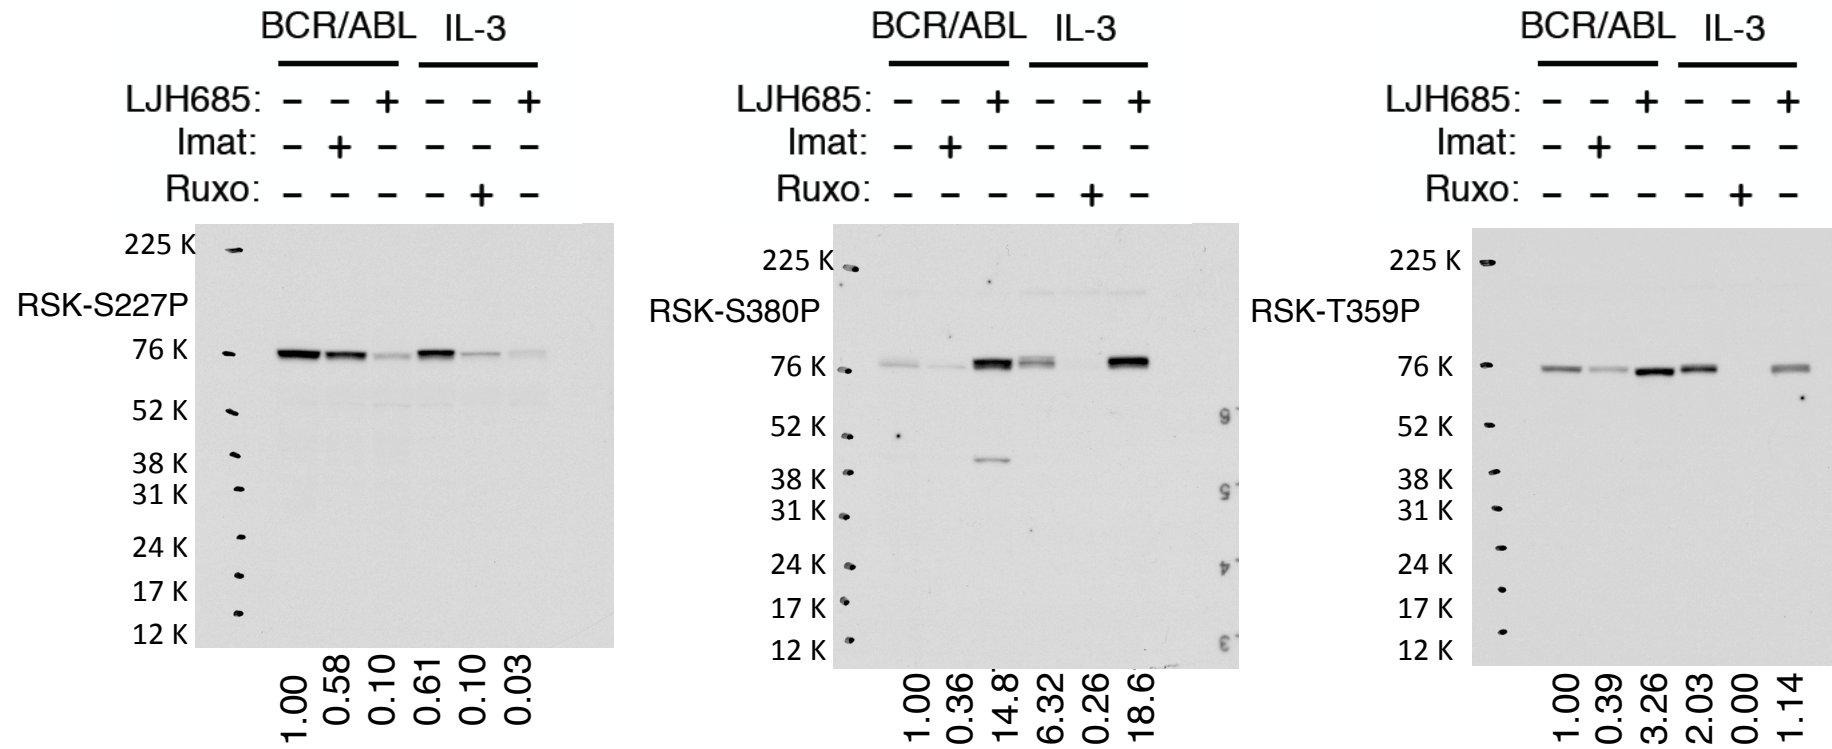 BCR/ABL IL-3
LJH685: – – + – – +
Imat: – + – – – –
Ruxo: – – – – + –
225 K
RSK-S227P
76 K
52 K
38 K
31 K
24 K
17 K
12 K
1.00 0.58 0.10 0.61 0.10 0.03
BCR/ABL IL-3
LJH685: – – + – – +
Imat: – + – – – –
Ruxo: – – – – + –
225 K
RSK-S380P
76 K
52 K
38 K
31 K
24 K
17 K
12 K
6
5
4
3
1.00 0.36 14.8 6.32 0.26 18.6
BCR/ABL IL-3
LJH685: – – + – – +
Imat: – + – – – –
Ruxo: – – – – + –
225 K
RSK-T359P
76 K
52 K
38 K
31 K
24 K
17 K
12 K
1.00 0.39 3.26 2.03 0.00 1.14